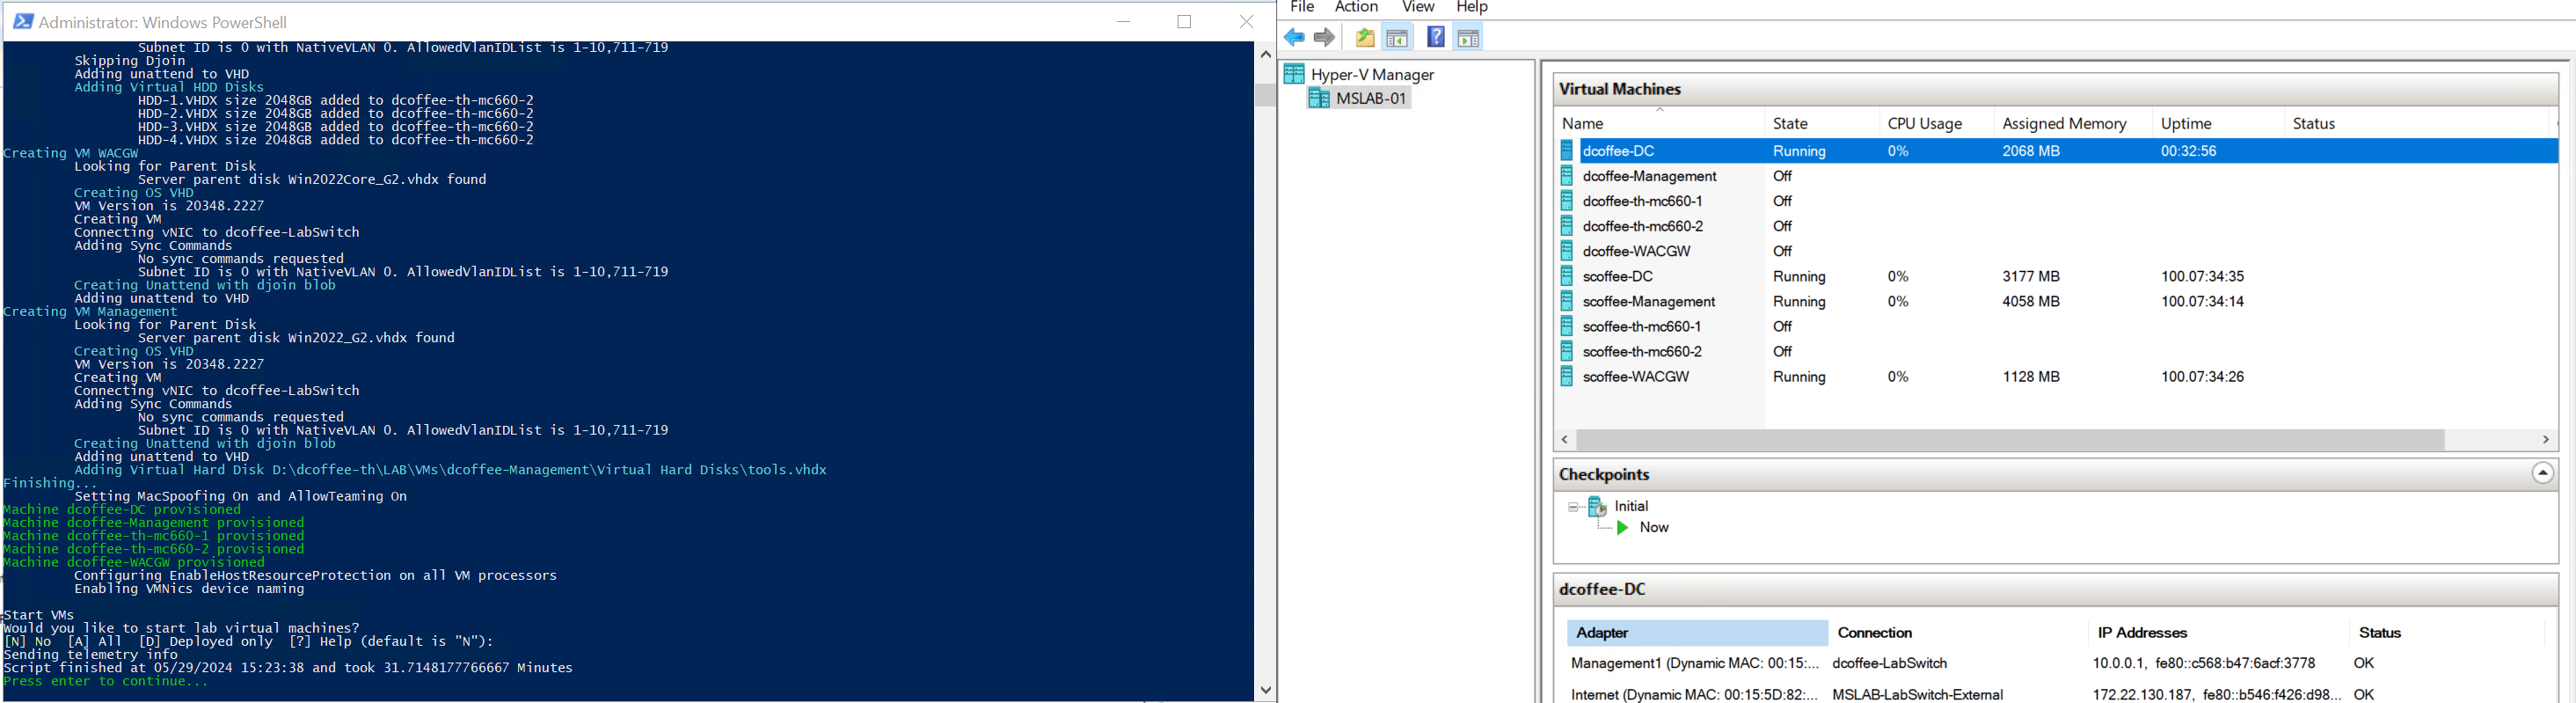 Administrator: Windows PowerShell
Subnet ID is 0 with NativeVLAN 0. AllowedVlanIDList is 1-10,711-719
Skipping Djoin
Adding unattend to VHD
Adding Virtual HDD Disks
HDD-1.VHDX size 2048GB added to dcoffee-th-mc660-2
HDD-2.VHDX size 2048GB added to dcoffee-th-mc660-2
HDD-3.VHDX size 2048GB added to dcoffee-th-mc660-2
HDD-4.VHDX size 2048GB added to dcoffee-th-mc660-2
Creating VM WACGW
Looking for Parent Disk
Server parent disk Win2022Core_G2.vhdx found
Creating OS VHD
VM Version is 20348.2227
Creating VM
Connecting vNIC to dcoffee-LabSwitch
Adding Sync Commands
No sync commands requested
Subnet ID is 0 with NativeVLAN 0. AllowedVlanIDList is 1-10,711-719
Creating Unattend with djoin blob
Adding unattend to VHD
Creating VM Management
Looking for Parent Disk
Server parent disk Win2022_G2.vhdx found
Creating OS VHD
VM Version is 20348.2227
Creating VM
Connecting vNIC to dcoffee-LabSwitch
Adding Sync Commands
No sync commands requested
Subnet ID is 0 with NativeVLAN 0. AllowedVlanIDList is 1-10,711-719
Creating Unattend with djoin blob
Adding unattend to VHD
Adding Virtual Hard Disk D:\dcoffee-th\LAB\VMs\dcoffee-Management\Virtual Hard Disks\tools.vhdx
Finishing...
Setting MacSpoofing On and AllowTeaming On
Machine dcoffee-DC provisioned
Machine dcoffee-Management provisioned
Machine dcoffee-th-mc660-1 provisioned
Machine dcoffee-th-mc660-2 provisioned
Machine dcoffee-WACGW provisioned
Configuring EnableHostResourceProtection on all VM processors
Enabling VMNics device naming
Start VMs
Would you like to start lab virtual machines?
[N] No [A] All [D] Deployed only [?] Help (default is "N"):
Sending telemetry info
Script finished at 05/29/2024 15:23:38 and took 31.7148177766667 Minutes
Press enter to continue...
File Action View Help
Hyper-V Manager
MSLAB-01
Virtual Machines
Name State CPU Usage Assigned Memory Uptime Status
dcoffee-DC Running 0% 2068 MB 00:32:56
dcoffee-Management Off
dcoffee-th-mc660-1 Off
dcoffee-th-mc660-2 Off
dcoffee-WACGW Off
scoffee-DC Running 0% 3177 MB 100.07:34:35
scoffee-Management Running 0% 4058 MB 100.07:34:14
scoffee-th-mc660-1 Off
scoffee-th-mc660-2 Off
scoffee-WACGW Running 0% 1128 MB 100.07:34:26
Checkpoints
Initial
Now
dcoffee-DC
Adapter Connection IP Addresses Status
Management1 (Dynamic MAC: 00:15:... dcoffee-LabSwitch 10.0.0.1, fe80::c568:b47:6acf:3778 OK
Internet (Dynamic MAC: 00:15:5D:82:... MSLAB-LabSwitch-External 172.22.130.187, fe80::b546:f426:d98... OK